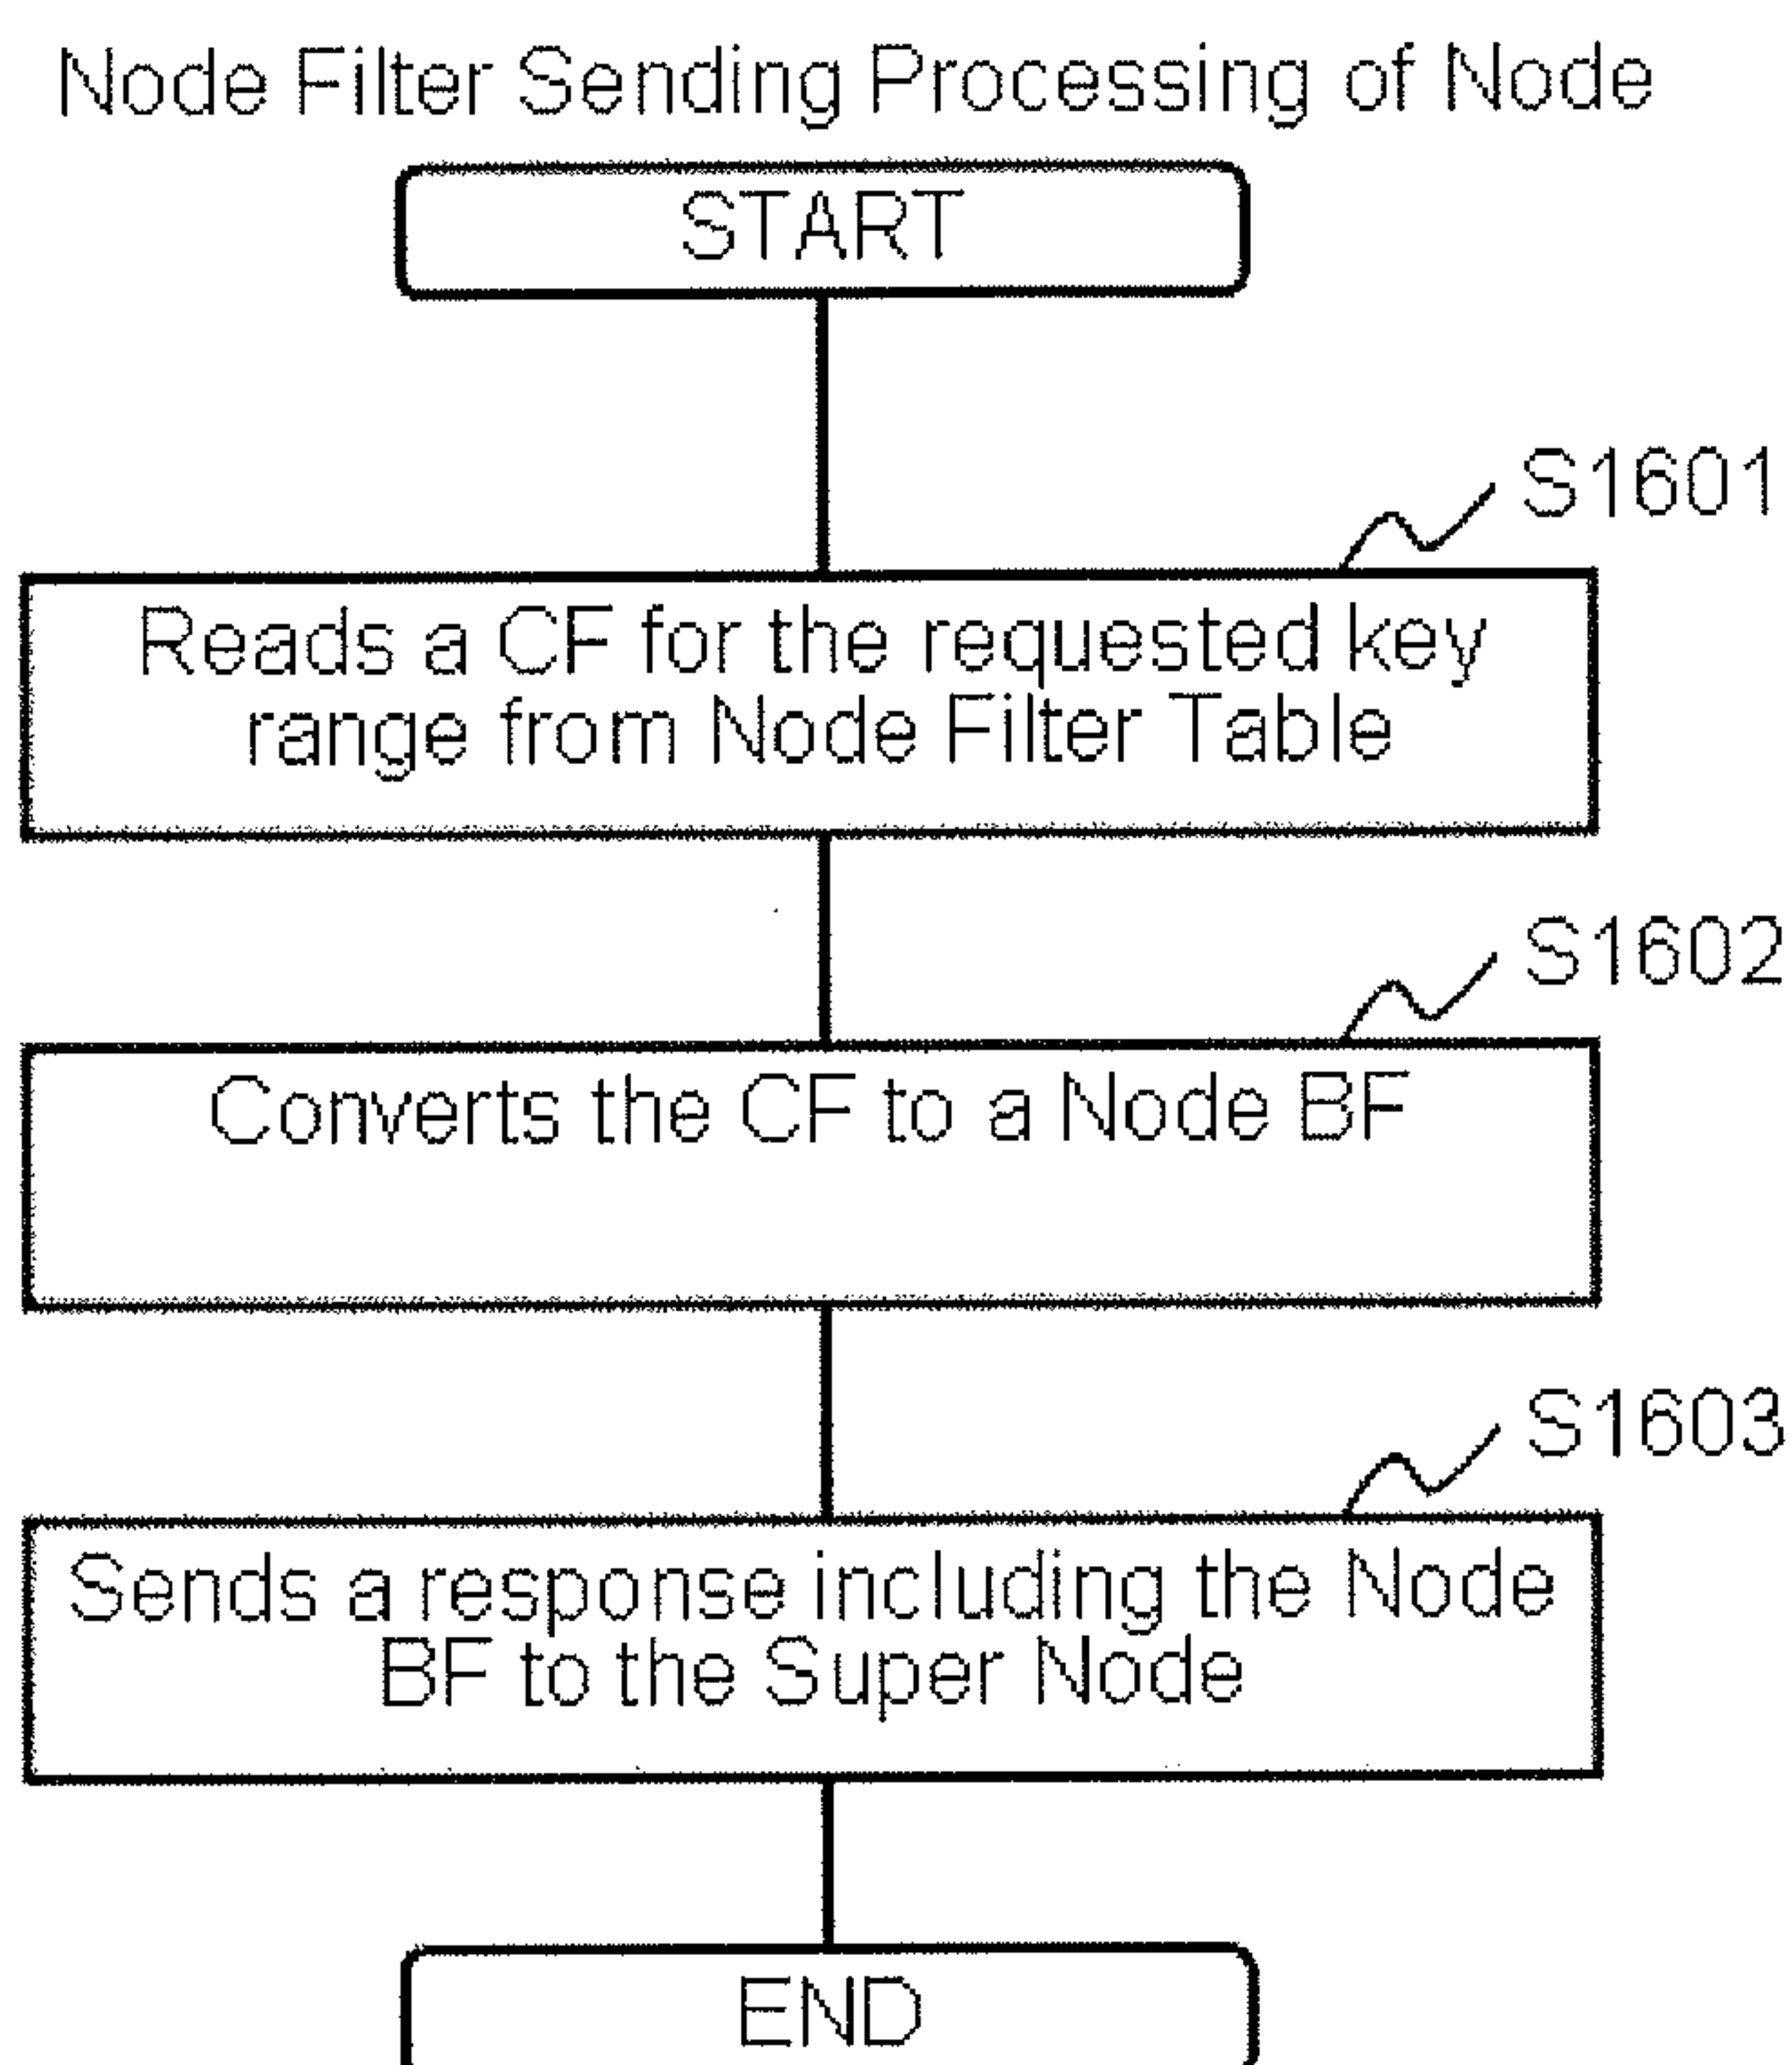 Node Filter Sending Processing of Node
START
S1601
Reads a CF for the requested key
range from Node Filter Table
S1602
Converts the CF to a Node BF
S1603
Sends a response including the Node
BF to the Super Node
END